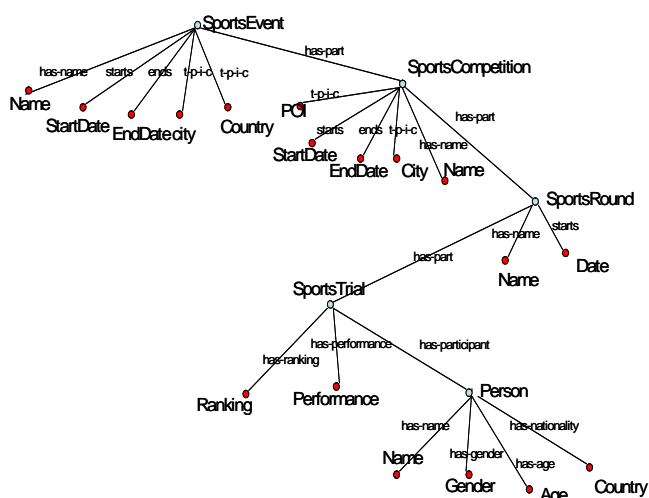 SportsEvent
has-part
has-name starts ends t-p-i-c t-p-i-c
SportsCompetition
Name
StartDate
EndDate city
Country
t-p-i-c
POI
starts ends t-p-i-c
has-name
has-part
StartDate
EndDate
City
Name
SportsRound
has-name starts
has-part
Name
Date
SportsTrial
has-ranking
has-performance
has-participant
Ranking
Performance
Person
has-name
has-gender
has-age
has-nationality
Name
Gender
Age
Country